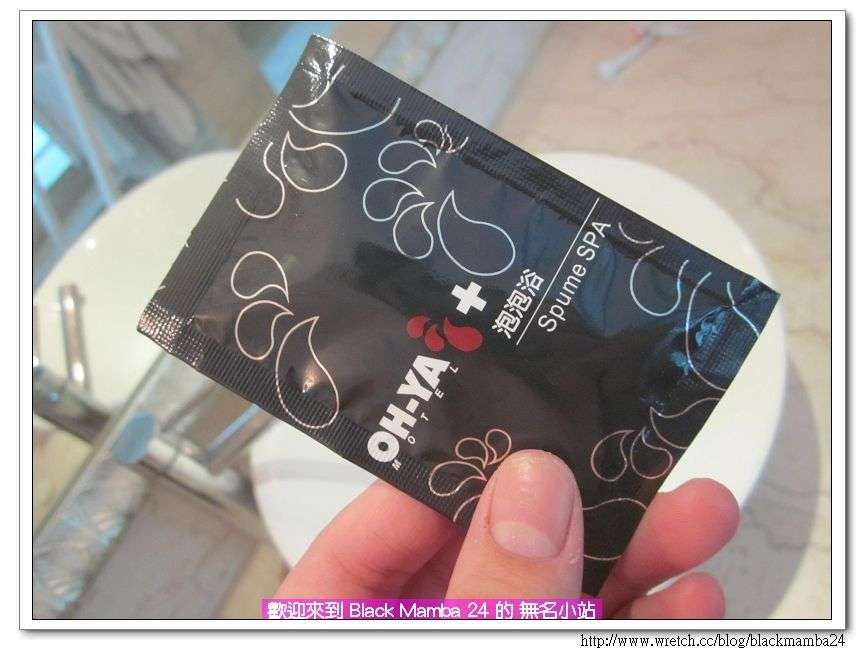 OH-YA
MOTEL
泡泡浴
Spume SPA
歡迎來到 Black Mamba 24 的 無名小站
http://www.wretch.cc/blog/blackmamba24